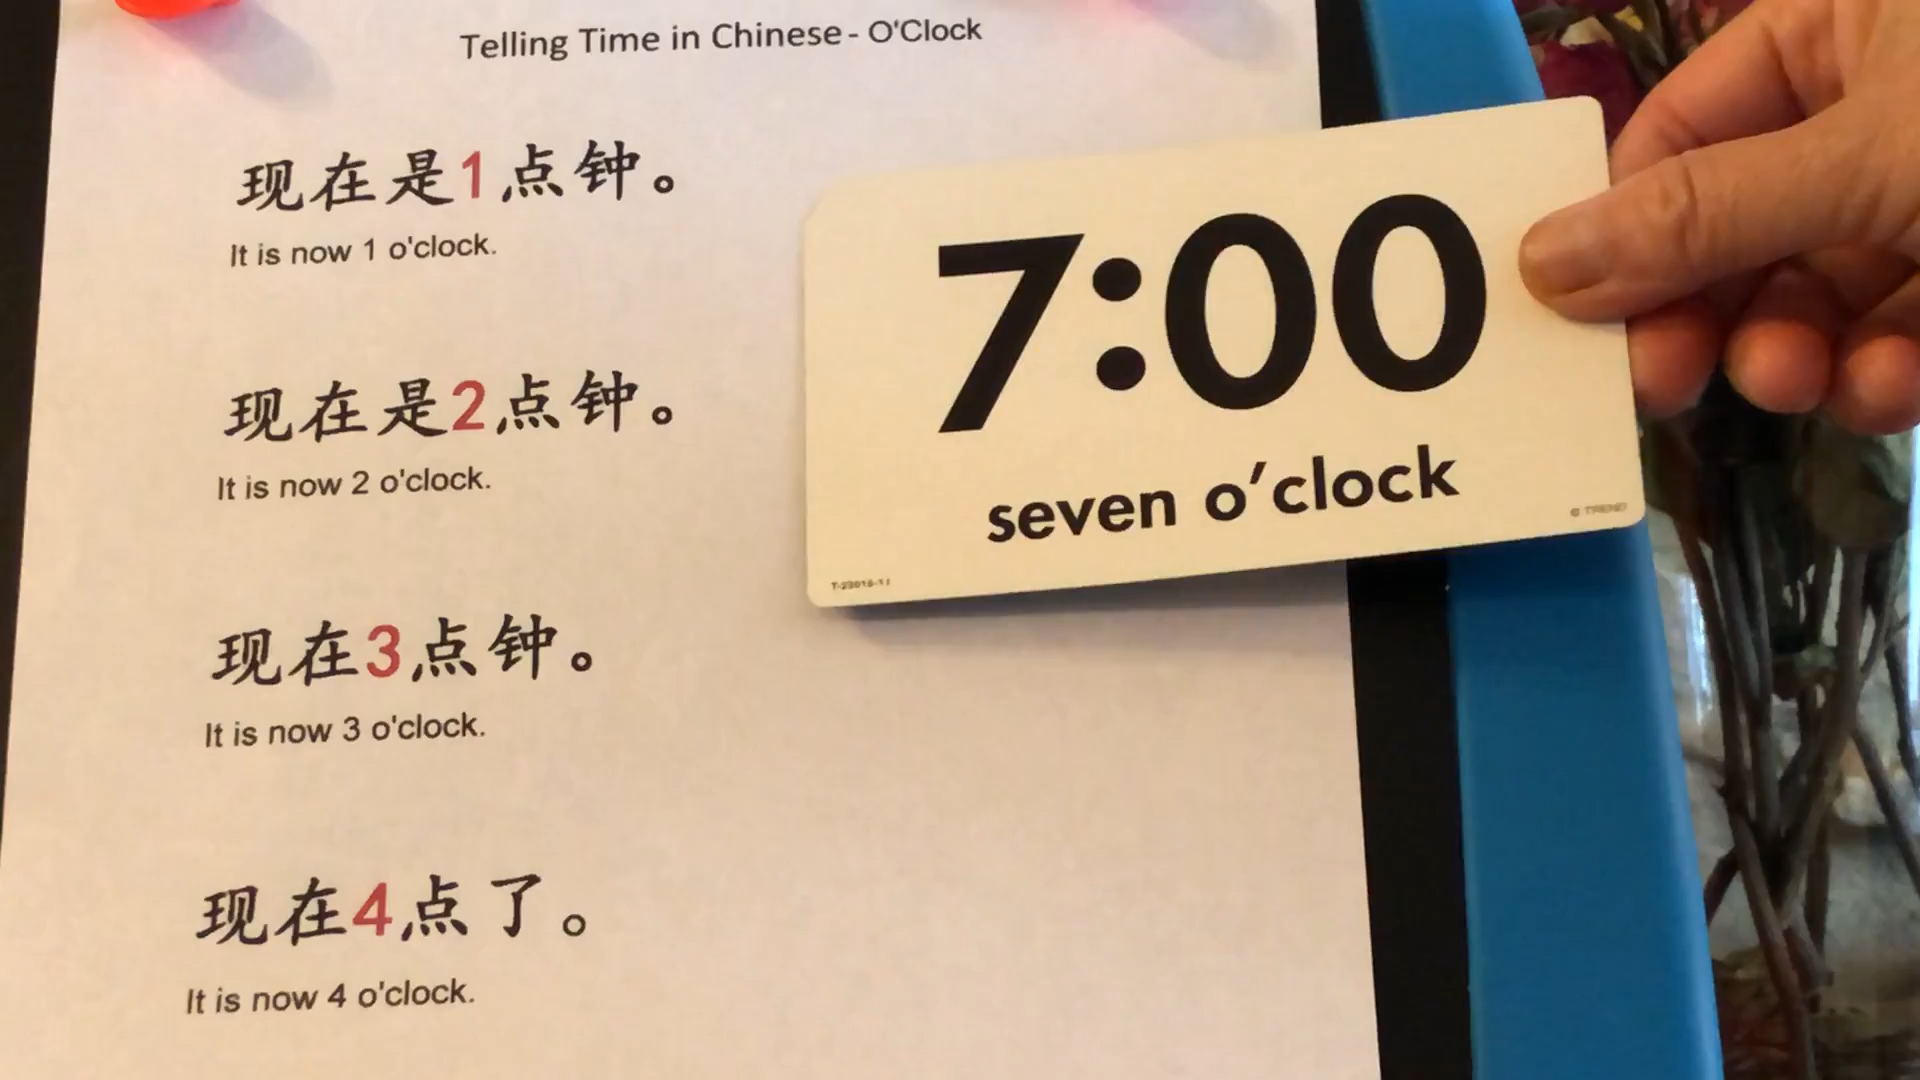 Telling Time in Chinese - O'Clock
现在是1点钟。
It is now 1 o'clock.
现在是2点钟。
It is now 2 o'clock.
现在3点钟。
It is now 3 o'clock.
现在4点了。
It is now 4 o'clock.
7:00
seven o'clock
© TREND